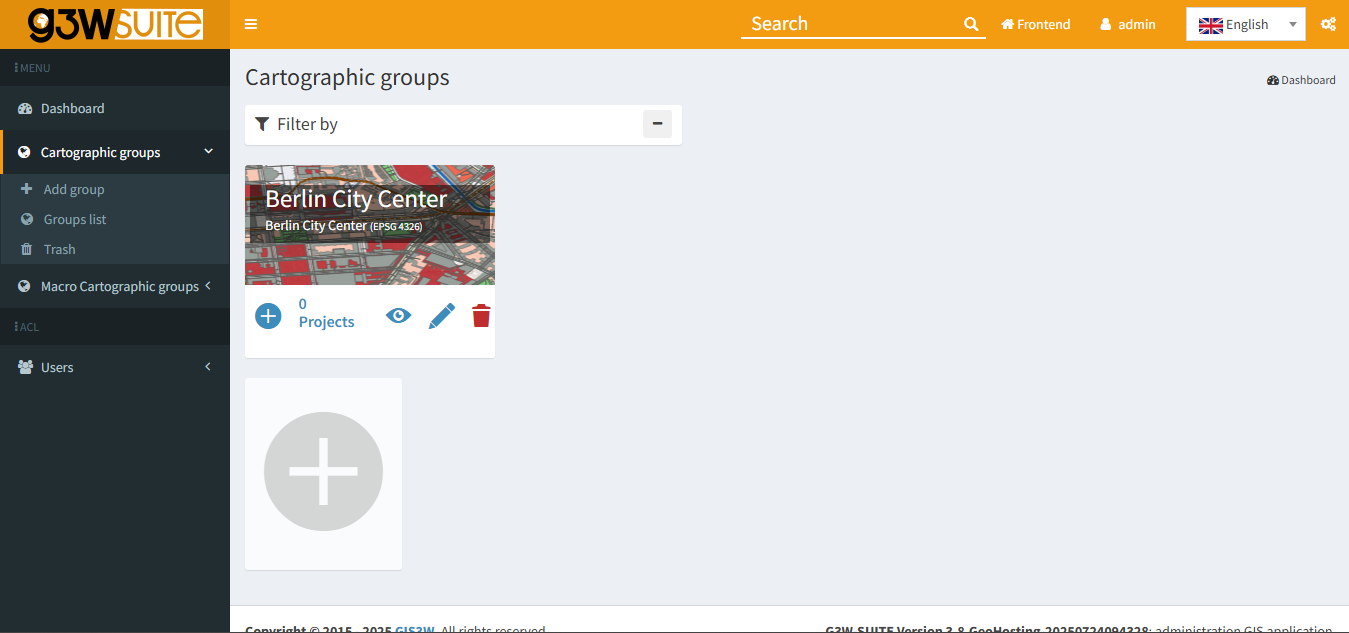 g3WSUITE
Search
Frontend
admin
English
MENU
Dashboard
Cartographic groups
Add group
Groups list
Trash
Macro Cartographic groups
ACL
Users
Cartographic groups
Dashboard
Filter by
Berlin City Center
Berlin City Center (EPSG 4326)
0
Projects
Copyright © 2015 - 2025 GIS3W. All rights reserved.
G3W-SUITE Version 3.8-GeoHosting-20250724094328: administration GIS application